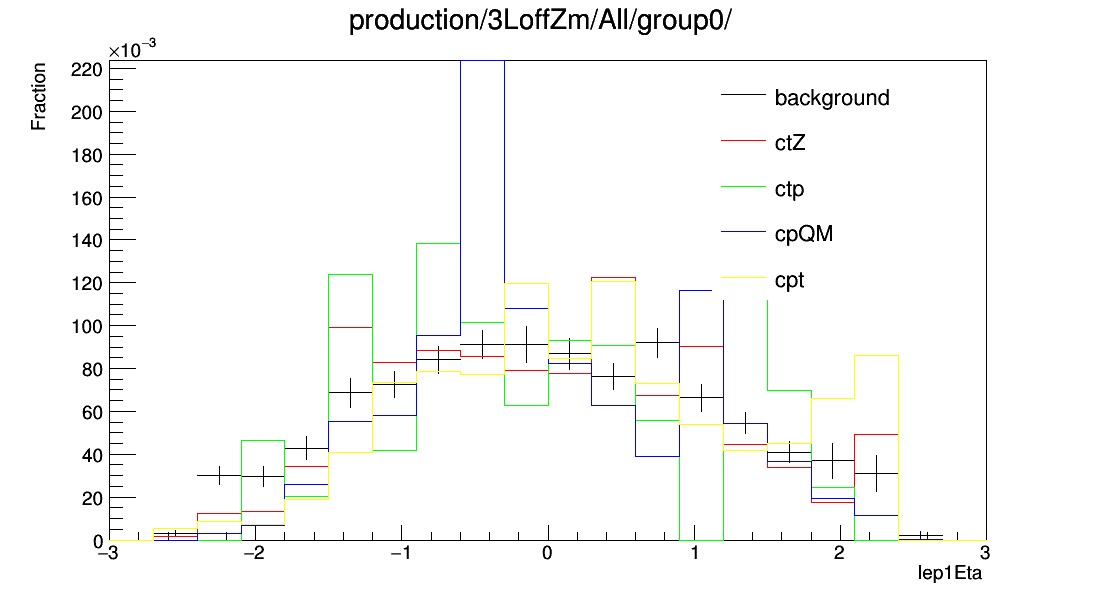 production/3LoffZm/All/group0/
×10⁻³
Fraction
220
200
180
160
140
120
100
80
60
40
20
0
background
ctZ
ctp
cpQM
cpt
−3 −2 −1 0 1 2 3
lep1Eta